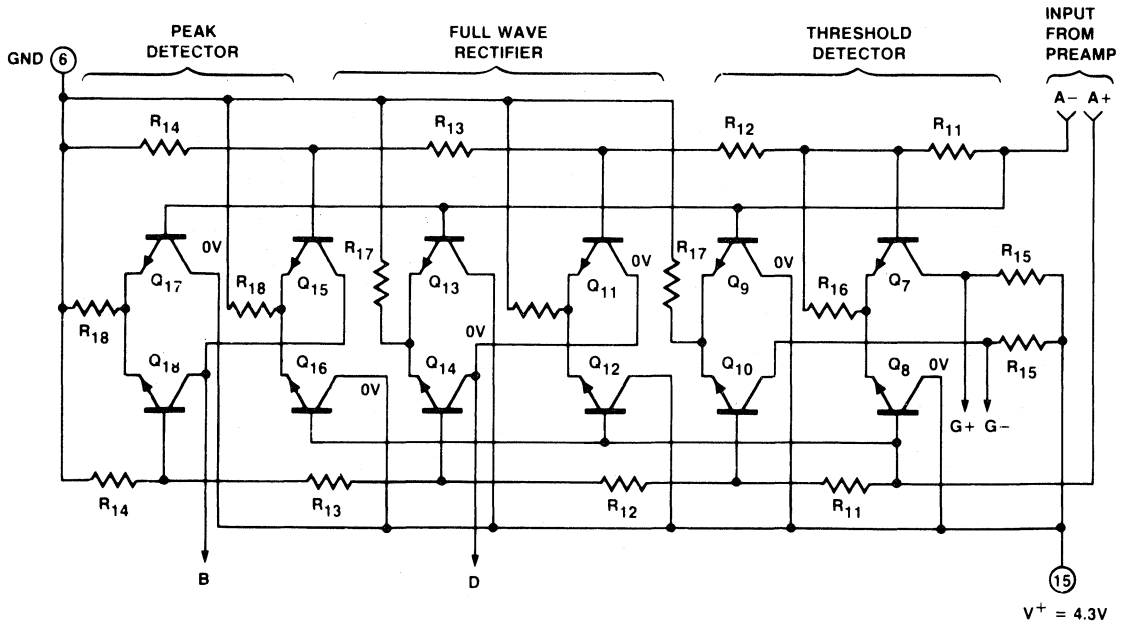 PEAK
DETECTOR
FULL WAVE
RECTIFIER
THRESHOLD
DETECTOR
INPUT
FROM
PREAMP
GND 6
A− A+
R14
R13
R12
R11
0V
R17
0V
R17
0V
R15
Q17
R18
Q15
Q13
Q11
Q9
R16
Q7
R18
0V
R15
Q18
Q16
0V
Q14
Q12
Q10
Q8
0V
G+ G−
R14
R13
R12
R11
B
D
15
V+ = 4.3V